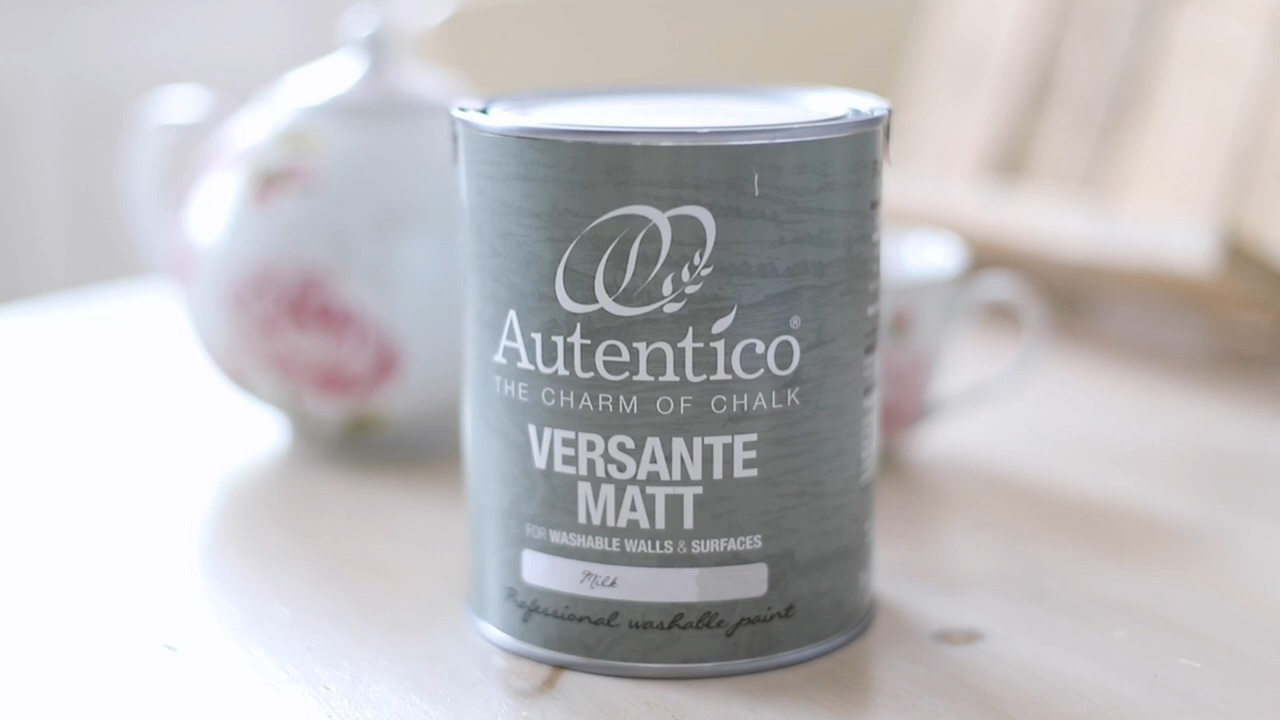 Autentico®
THE CHARM OF CHALK
VERSANTE
MATT
FOR WASHABLE WALLS & SURFACES
Milk
Professional washable paint